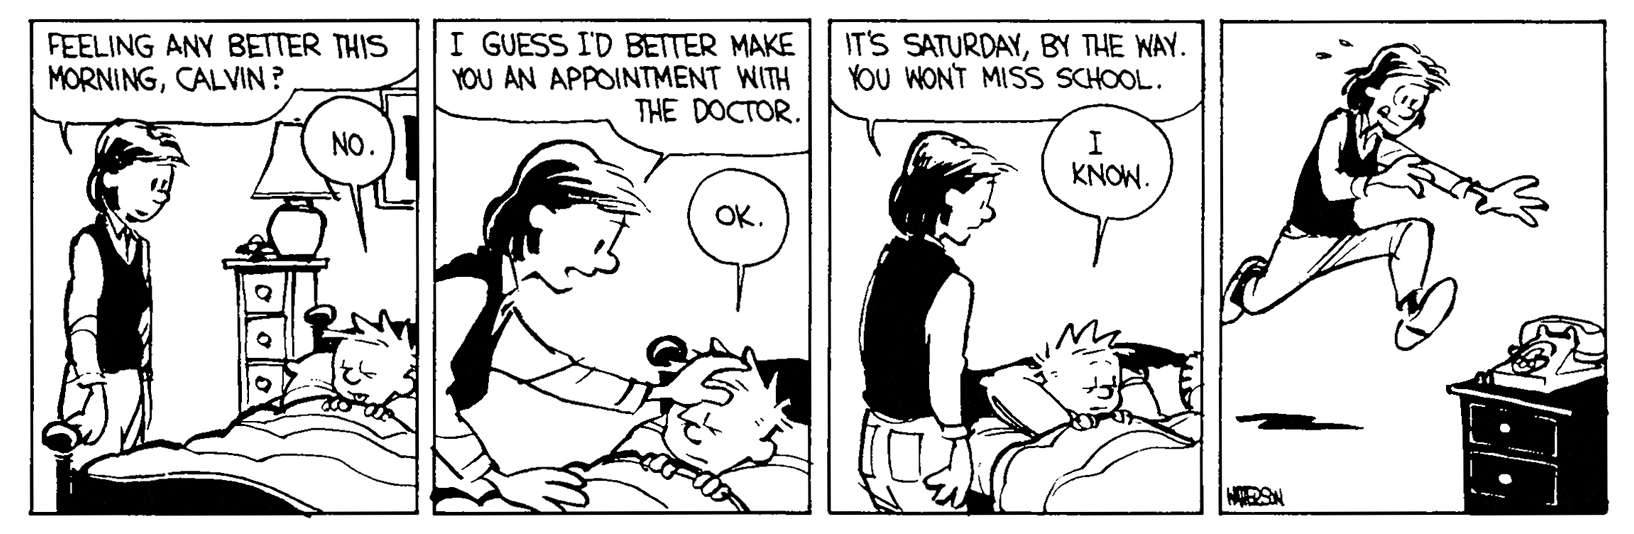 FEELING ANY BETTER THIS
MORNING, CALVIN?
NO.
I GUESS I'D BETTER MAKE
YOU AN APPOINTMENT WITH
THE DOCTOR.
OK.
IT'S SATURDAY, BY THE WAY.
YOU WON'T MISS SCHOOL.
I
KNOW.
WATTERSON